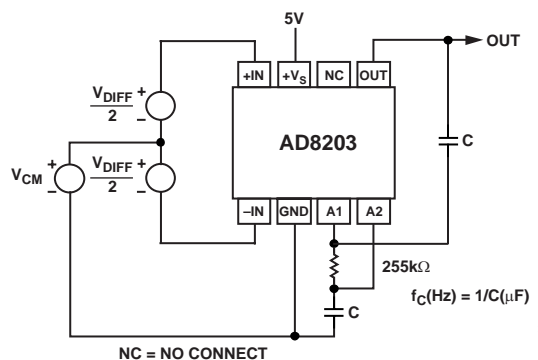 5V
OUT
+IN
+VS
NC
OUT
VDIFF
2
+
−
AD8203
C
VCM
+
−
VDIFF
2
+
−
−IN
GND
A1
A2
255kΩ
fC(Hz) = 1/C(μF)
C
NC = NO CONNECT